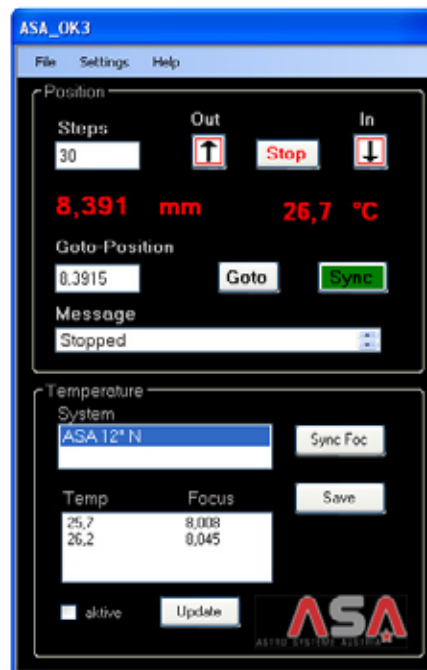 ASA_OK3
File Settings Help
Position
Steps Out In
30 Stop
8,391 mm 26,7 °C
Goto-Position
8.3915 Goto Sync
Message
Stopped
Temperature
System
ASA 12" N Sync Foc
Temp Focus Save
25,7 8,008
26,2 8,045
aktive Update
ASA
ASTRO SYSTEME AUSTRIA